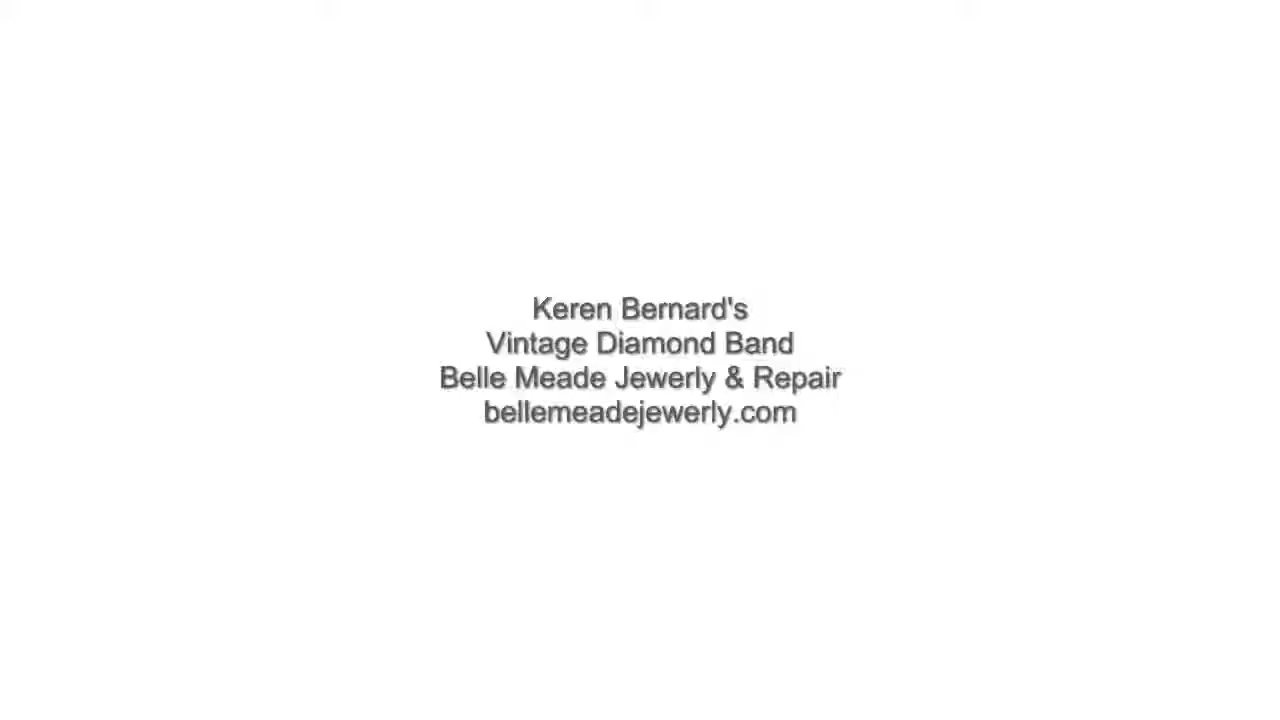 Keren Bernard's
Vintage Diamond Band
Belle Meade Jewerly & Repair
bellemeadejewerly.com